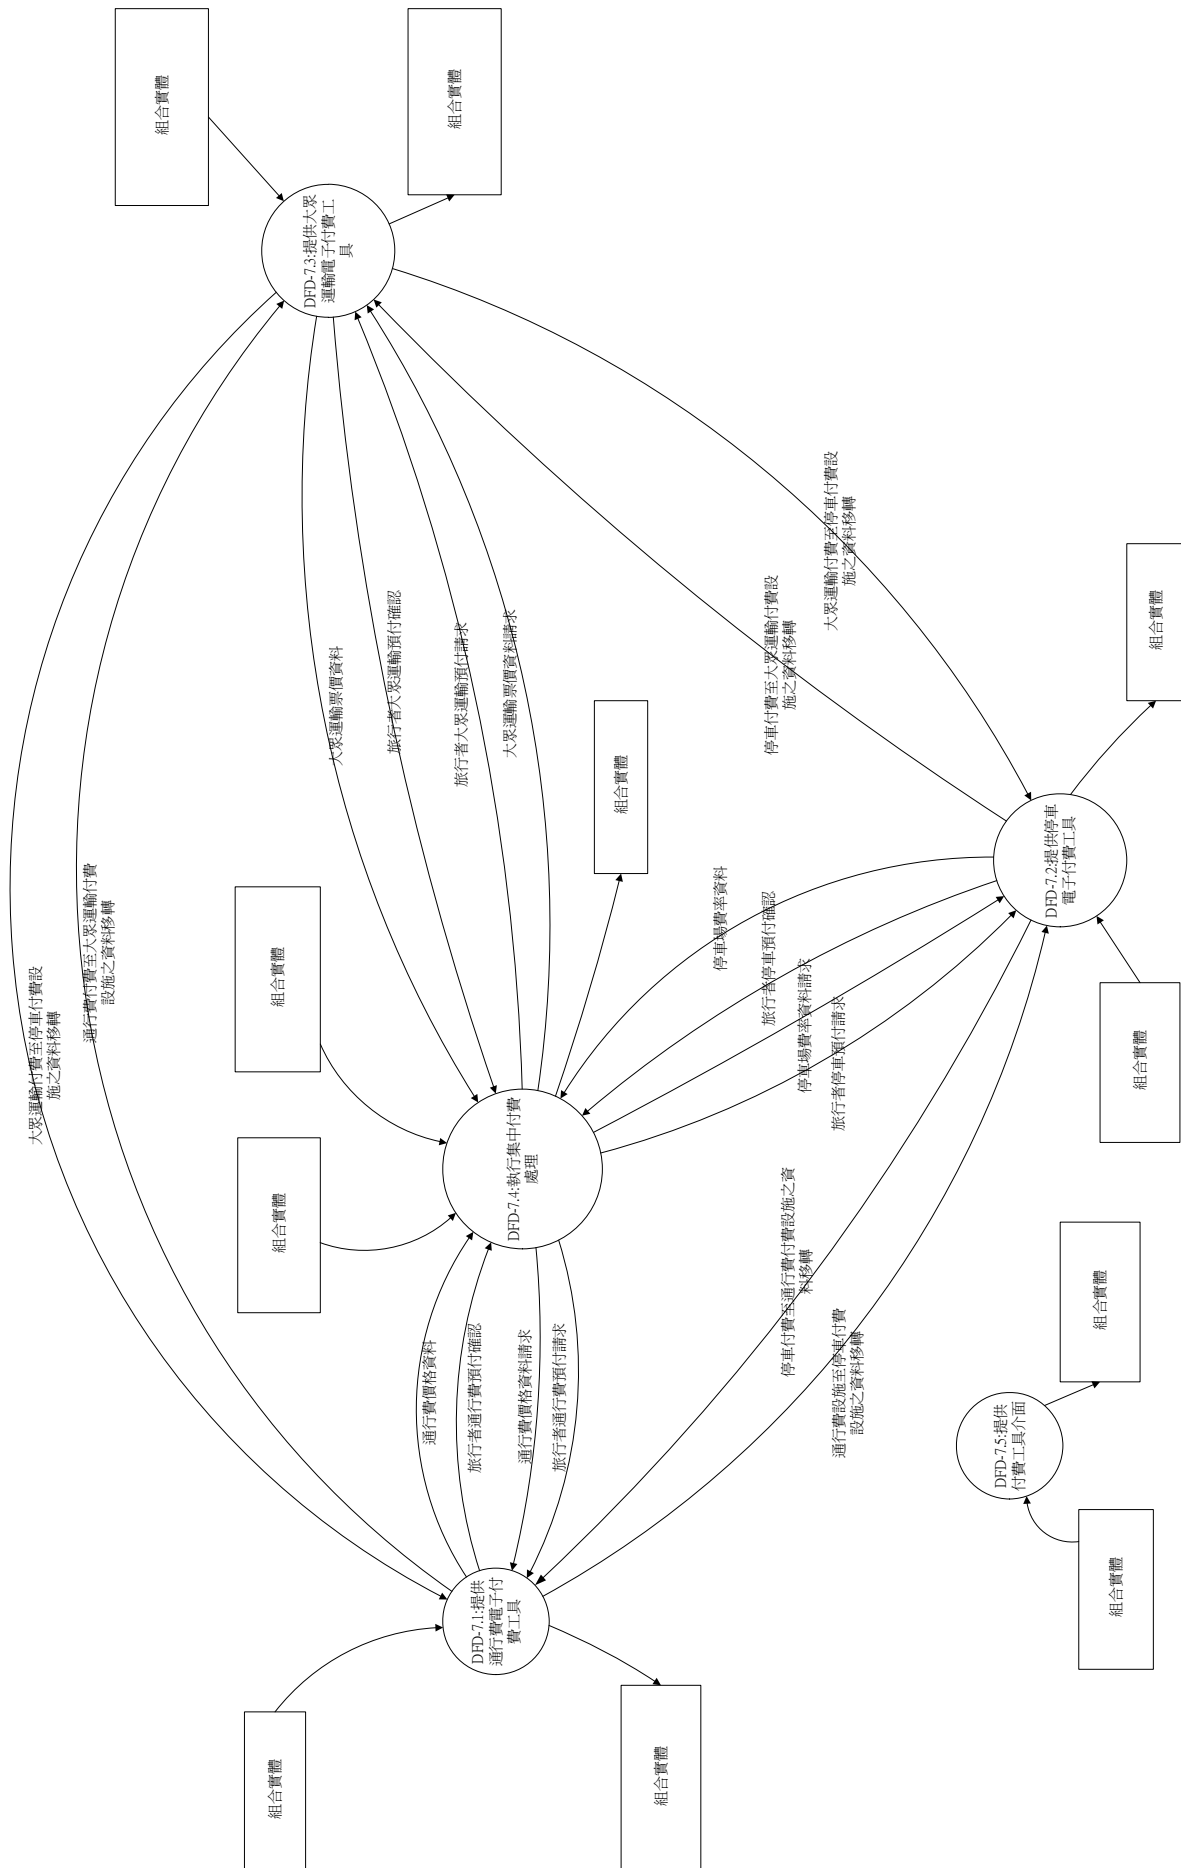 大眾運輸付費至停車付費設
施之資料移轉
通行費付費至大眾運輸付費
設施之資料移轉
組合實體
組合實體
組合實體
組合實體
DFD-7.3:提供大眾
運輸電子付費工
具
大眾運輸票價資料
旅行者大眾運輸預付確認
通行費價格資料
組合實體
旅行者大眾運輸預付請求
旅行者通行費預付確認
DFD-7.1:提供
通行費電子付
費工具
大眾運輸票價資料請求
DFD-7.4:執行集中付費
處理
通行費價格資料請求
旅行者通行費預付請求
組合實體
組合實體
停車場費率資料
停車付費至大眾運輸付費設
施之資料移轉
旅行者停車預付確認
停車付費至通行費付費設施之資
料移轉
停車場費率資料請求
大眾運輸付費至停車付費設
施之資料移轉
旅行者停車預付請求
通行費設施至停車付費
設施之資料移轉
DFD-7.5:提供
付費工具介面
DFD-7.2:提供停車
電子付費工具
組合實體
組合實體
組合實體
組合實體